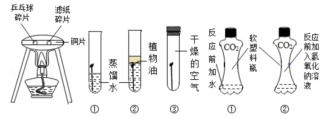 乒乓球碎片
滤纸碎片
铜片
蒸馏水
植物油
干燥的空气
① ② ③
反应前加水
CO₂
软塑料瓶
CO₂
反应前加入氢氧化钠溶液
① ②